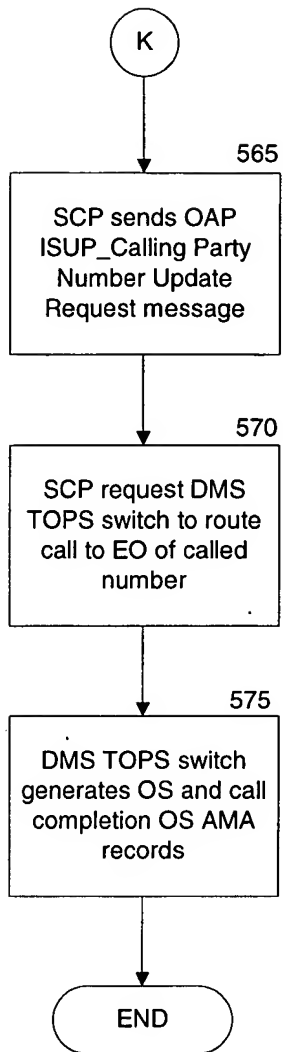 K
565
SCP sends OAP
ISUP_Calling Party
Number Update
Request message
570
SCP request DMS
TOPS switch to route
call to EO of called
number
575
DMS TOPS switch
generates OS and call
completion OS AMA
records
END